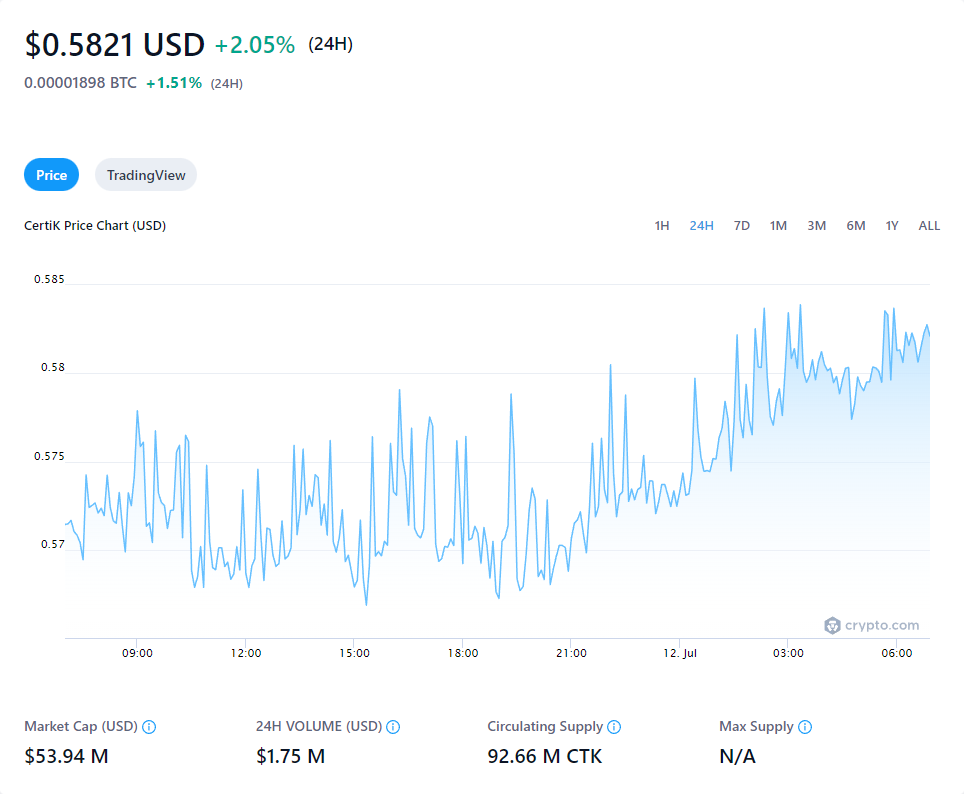 $0.5821 USD +2.05% (24H)
0.00001898 BTC +1.51% (24H)
Price TradingView
CertiK Price Chart (USD)
1H 24H 7D 1M 3M 6M 1Y ALL
0.585
0.58
0.575
0.57
crypto.com
09:00 12:00 15:00 18:00 21:00 12. Jul 03:00 06:00
Market Cap (USD) 24H VOLUME (USD) Circulating Supply Max Supply
$53.94 M $1.75 M 92.66 M CTK N/A